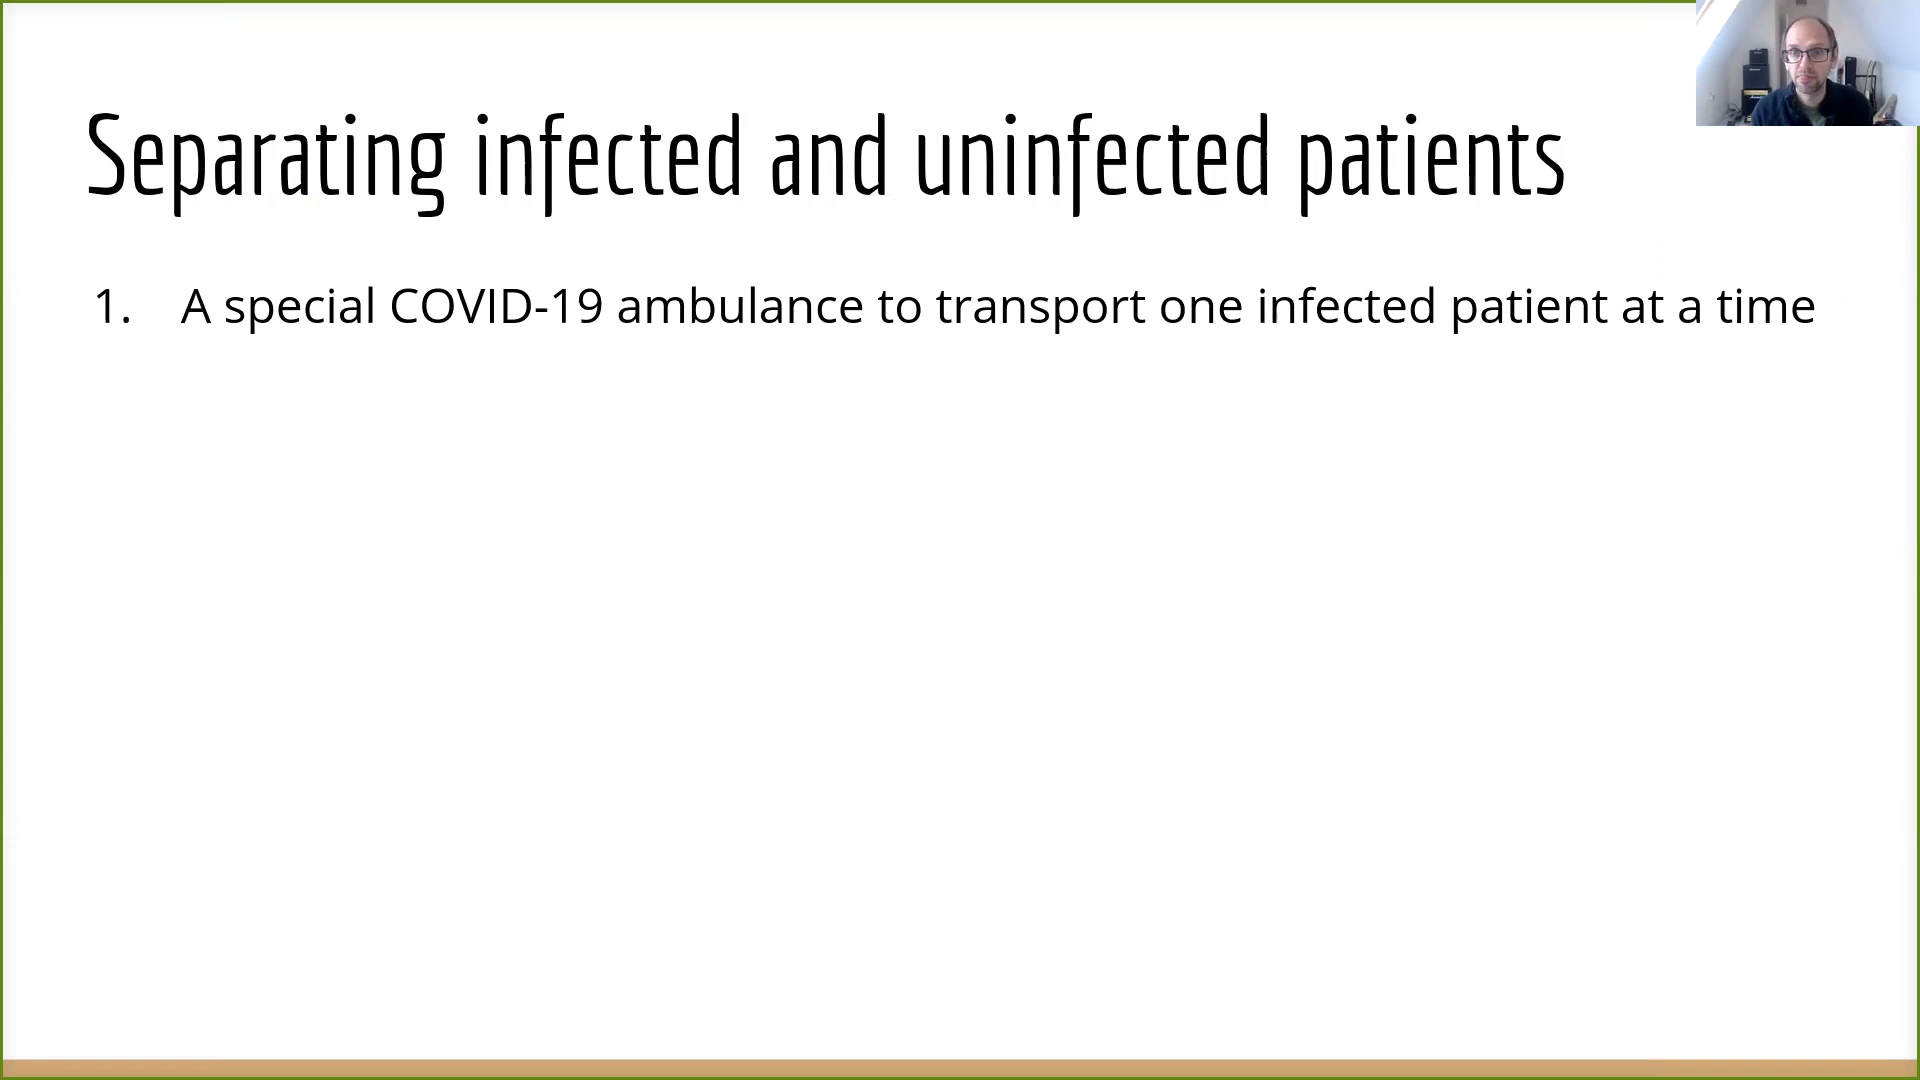 Separating infected and uninfected patients
1. A special COVID-19 ambulance to transport one infected patient at a time